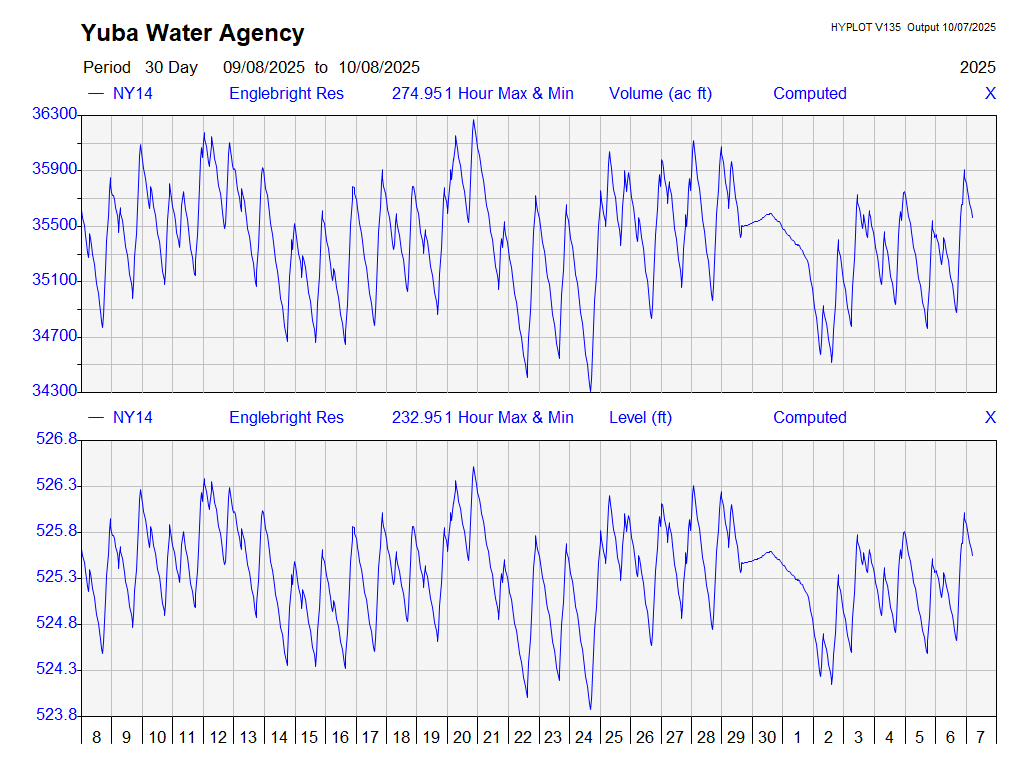 Yuba Water Agency
HYPLOT V135 Output 10/07/2025
Period 30 Day 09/08/2025 to 10/08/2025 2025
NY14 Englebright Res 274.951 Hour Max & Min Volume (ac ft) Computed X
36300
35900
35500
35100
34700
34300
NY14 Englebright Res 232.951 Hour Max & Min Level (ft) Computed X
526.8
526.3
525.8
525.3
524.8
524.3
523.8
8 9 10 11 12 13 14 15 16 17 18 19 20 21 22 23 24 25 26 27 28 29 30 1 2 3 4 5 6 7